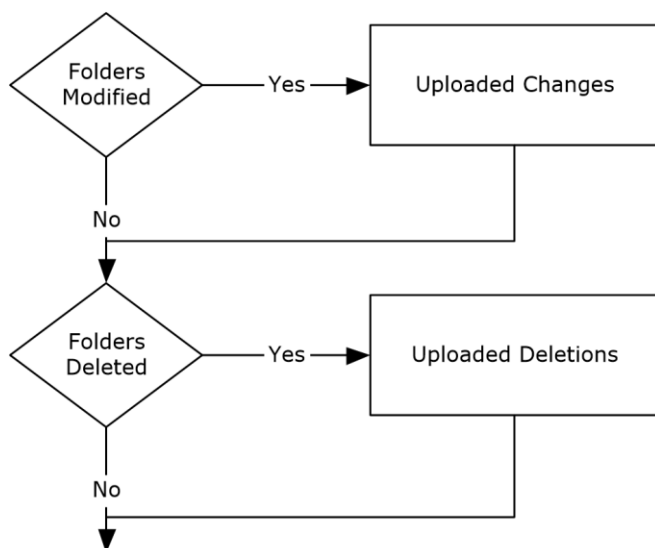 Folders
Modified
Yes
Uploaded Changes
No
Folders
Deleted
Yes
Uploaded Deletions
No